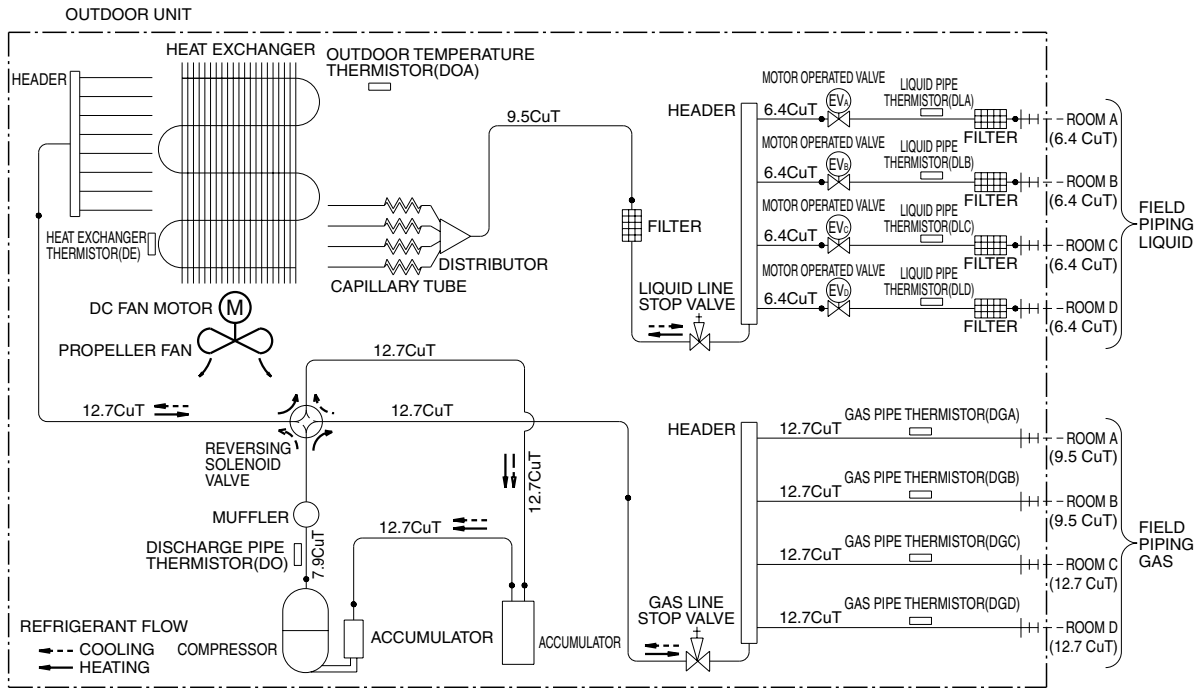 OUTDOOR UNIT
HEAT EXCHANGER
HEADER
OUTDOOR TEMPERATURE
THERMISTOR(DOA)
9.5CuT
HEAT EXCHANGER
THERMISTOR(DE)
CAPILLARY TUBE
DISTRIBUTOR
FILTER
LIQUID LINE
STOP VALVE
HEADER
MOTOR OPERATED VALVE
6.4CuT
EVA
LIQUID PIPE
THERMISTOR(DLA)
FILTER
ROOM A
(6.4 CuT)
MOTOR OPERATED VALVE
6.4CuT
EVB
LIQUID PIPE
THERMISTOR(DLB)
FILTER
ROOM B
(6.4 CuT)
MOTOR OPERATED VALVE
6.4CuT
EVC
LIQUID PIPE
THERMISTOR(DLC)
FILTER
ROOM C
(6.4 CuT)
MOTOR OPERATED VALVE
6.4CuT
EVD
LIQUID PIPE
THERMISTOR(DLD)
FILTER
ROOM D
(6.4 CuT)
FIELD
PIPING
LIQUID
DC FAN MOTOR
M
PROPELLER FAN
12.7CuT
12.7CuT
12.7CuT
REVERSING
SOLENOID
VALVE
12.7CuT
MUFFLER
12.7CuT
DISCHARGE PIPE
THERMISTOR(DO)
7.9CuT
COMPRESSOR
ACCUMULATOR
ACCUMULATOR
REFRIGERANT FLOW
COOLING
HEATING
GAS LINE
STOP VALVE
HEADER
GAS PIPE THERMISTOR(DGA)
12.7CuT
ROOM A
(9.5 CuT)
GAS PIPE THERMISTOR(DGB)
12.7CuT
ROOM B
(9.5 CuT)
GAS PIPE THERMISTOR(DGC)
12.7CuT
ROOM C
(12.7 CuT)
GAS PIPE THERMISTOR(DGD)
12.7CuT
ROOM D
(12.7 CuT)
FIELD
PIPING
GAS